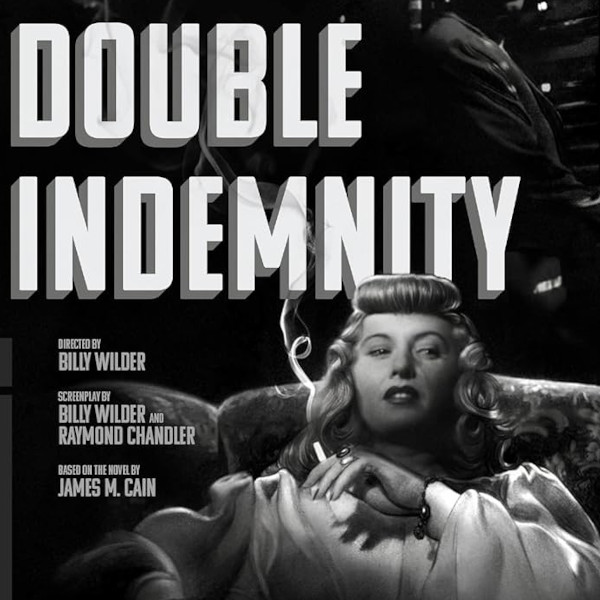 DOUBLE
INDEMNITY
DIRECTED BY
BILLY WILDER
SCREENPLAY BY
BILLY WILDER AND
RAYMOND CHANDLER
BASED ON THE NOVEL BY
JAMES M. CAIN